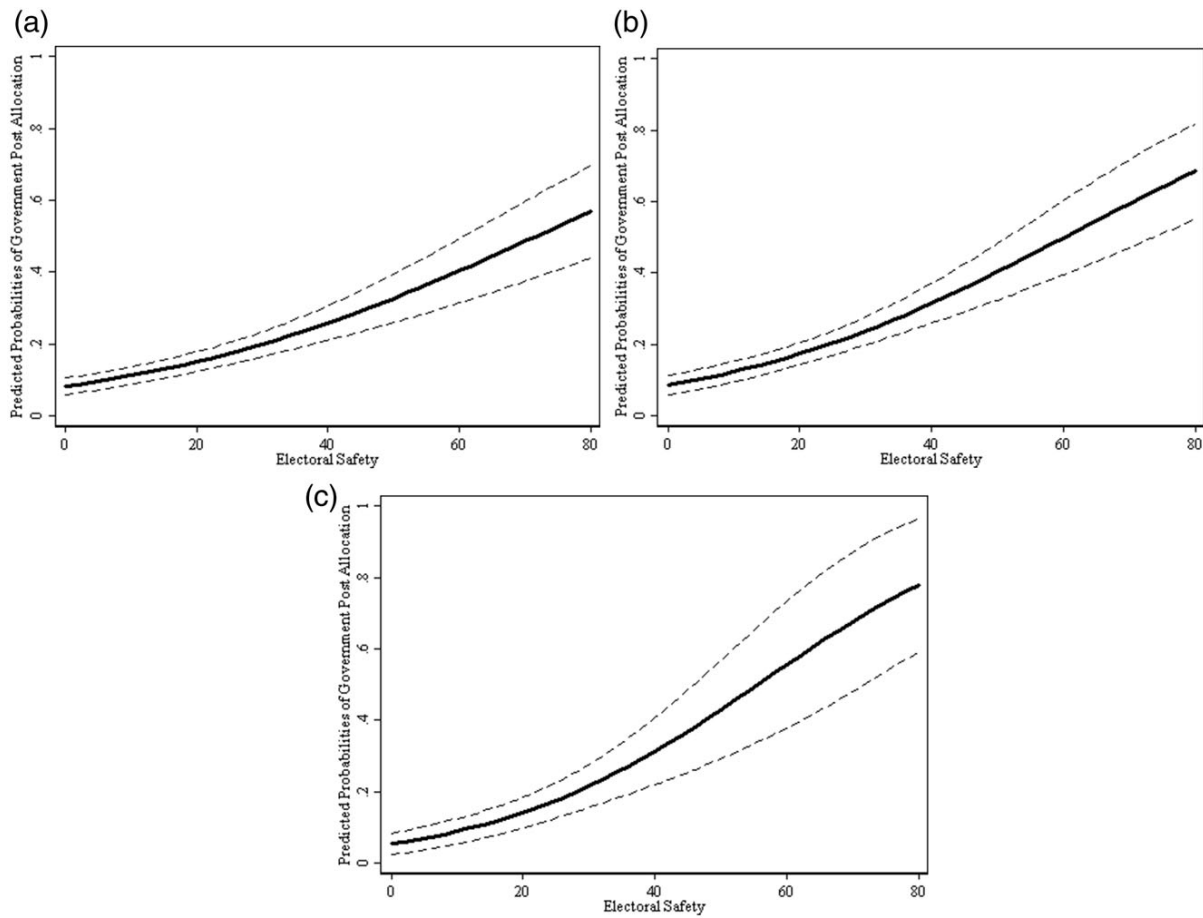 (a)
Predicted Probabilities of Government Post Allocation
1
.8
.6
.4
.2
0
0 20 40 60 80
Electoral Safety
(b)
Predicted Probabilities of Government Post Allocation
1
.8
.6
.4
.2
0
0 20 40 60 80
Electoral Safety
(c)
Predicted Probabilities of Government Post Allocation
1
.8
.6
.4
.2
0
0 20 40 60 80
Electoral Safety